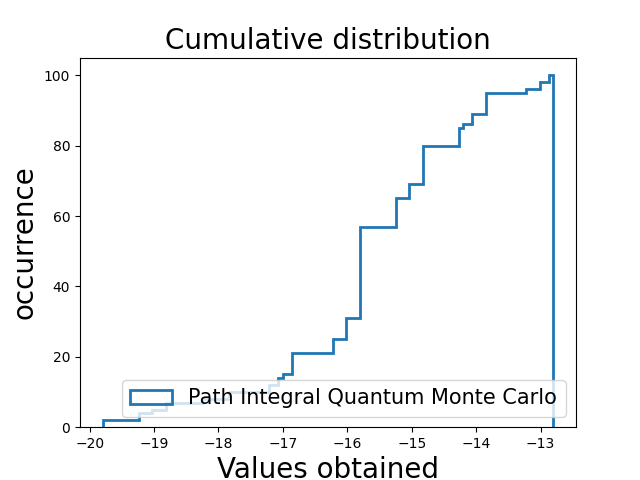 Cumulative distribution
occurrence
100
80
60
40
20
0
Path Integral Quantum Monte Carlo
−20 −19 −18 −17 −16 −15 −14 −13
Values obtained